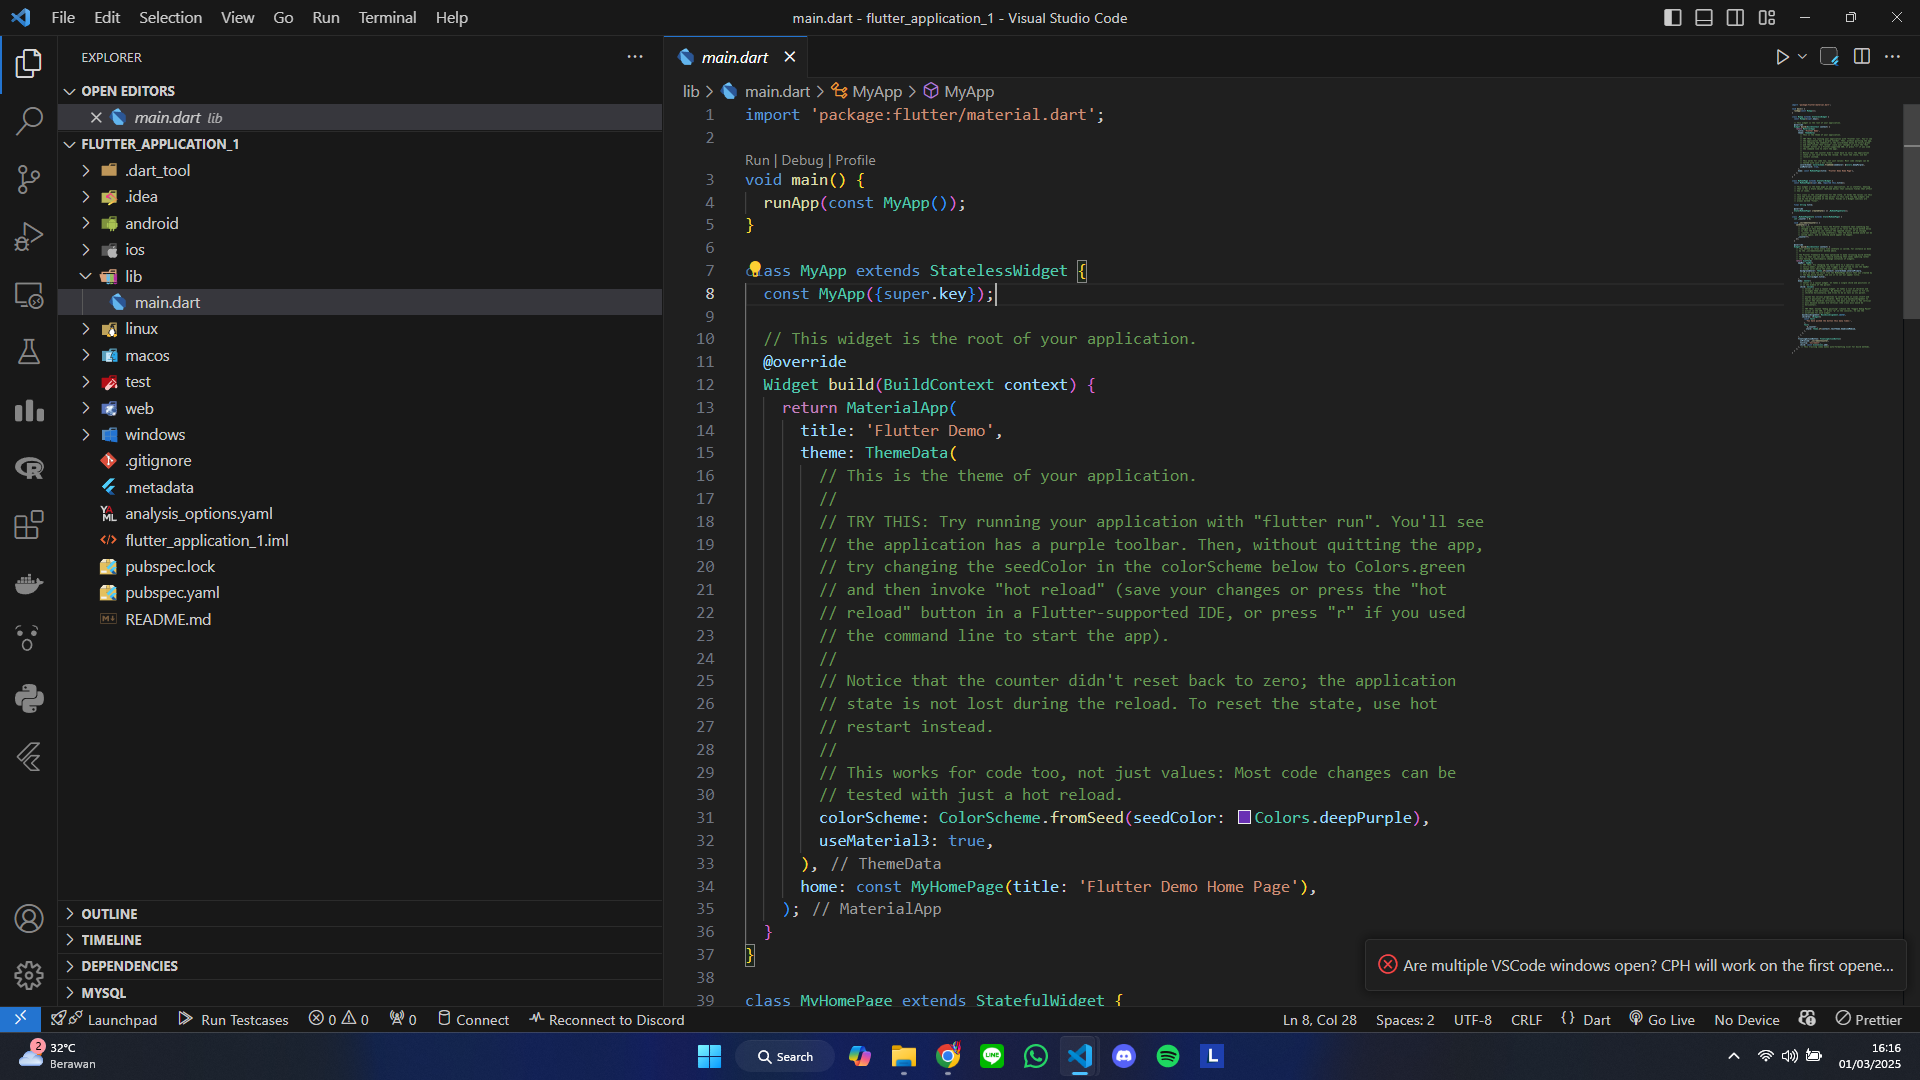 File Edit Selection View Go Run Terminal Help
main.dart - flutter_application_1 - Visual Studio Code
EXPLORER
OPEN EDITORS
main.dart lib
FLUTTER_APPLICATION_1
.dart_tool
.idea
android
ios
lib
main.dart
linux
macos
test
web
windows
.gitignore
.metadata
analysis_options.yaml
flutter_application_1.iml
pubspec.lock
pubspec.yaml
README.md
OUTLINE
TIMELINE
DEPENDENCIES
MYSQL
main.dart
lib > main.dart > MyApp > MyApp
1 import 'package:flutter/material.dart';
2
Run | Debug | Profile
3 void main() {
4 runApp(const MyApp());
5 }
6
7 class MyApp extends StatelessWidget {
8 const MyApp({super.key});
9
10 // This widget is the root of your application.
11 @override
12 Widget build(BuildContext context) {
13 return MaterialApp(
14 title: 'Flutter Demo',
15 theme: ThemeData(
16 // This is the theme of your application.
17 //
18 // TRY THIS: Try running your application with "flutter run". You'll see
19 // the application has a purple toolbar. Then, without quitting the app,
20 // try changing the seedColor in the colorScheme below to Colors.green
21 // and then invoke "hot reload" (save your changes or press the "hot
22 // reload" button in a Flutter-supported IDE, or press "r" if you used
23 // the command line to start the app).
24 //
25 // Notice that the counter didn't reset back to zero; the application
26 // state is not lost during the reload. To reset the state, use hot
27 // restart instead.
28 //
29 // This works for code too, not just values: Most code changes can be
30 // tested with just a hot reload.
31 colorScheme: ColorScheme.fromSeed(seedColor: Colors.deepPurple),
32 useMaterial3: true,
33 ), // ThemeData
34 home: const MyHomePage(title: 'Flutter Demo Home Page'),
35 ); // MaterialApp
36 }
37 }
38
39 class MyHomePage extends StatefulWidget {
Are multiple VSCode windows open? CPH will work on the first opene...
Launchpad Run Testcases 0 0 0 Connect Reconnect to Discord
Ln 8, Col 28 Spaces: 2 UTF-8 CRLF {} Dart Go Live No Device Prettier
2
32°C
Berawan
Search
LINE
L
16:16
01/03/2025